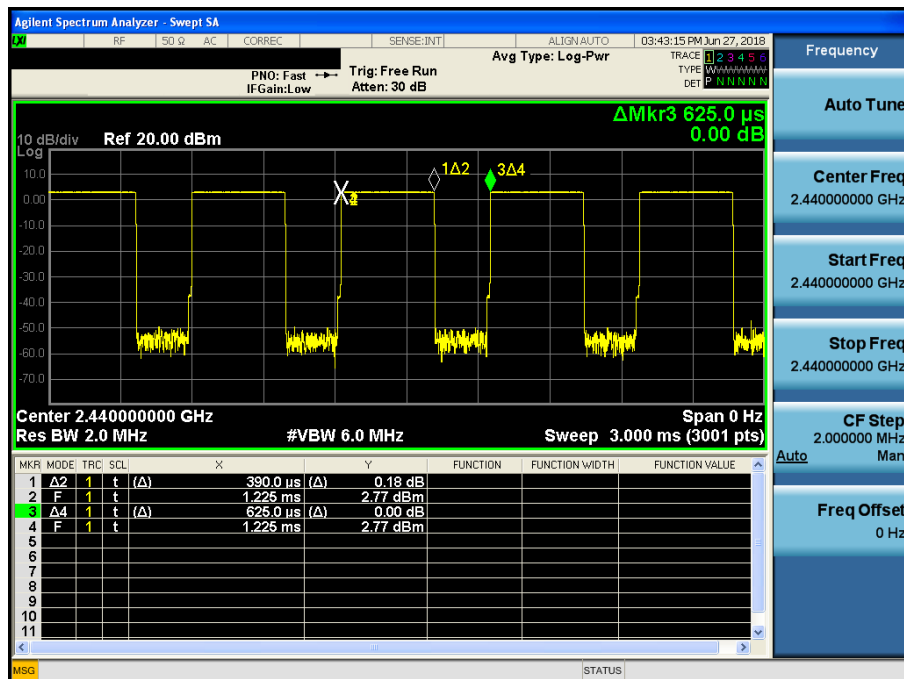 Agilent Spectrum Analyzer - Swept SA
LXI RF 50 Ω AC CORREC SENSE:INT ALIGN AUTO 03:43:15 PM Jun 27, 2018
Frequency
Avg Type: Log-Pwr
TRACE 1 2 3 4 5 6
PNO: Fast Trig: Free Run
TYPE W W W W W W
IFGain:Low Atten: 30 dB
DET P N N N N N
Auto Tune
ΔMkr3 625.0 µs
0.00 dB
10 dB/div Ref 20.00 dBm
Log
10.0
0.00
-10.0
-20.0
-30.0
-40.0
-50.0
-60.0
-70.0
1Δ2
3Δ4
Center Freq
2.440000000 GHz
Start Freq
2.440000000 GHz
Stop Freq
2.440000000 GHz
Center 2.440000000 GHz Span 0 Hz
Res BW 2.0 MHz #VBW 6.0 MHz Sweep 3.000 ms (3001 pts)
CF Step
2.000000 MHz
Auto Man
Freq Offset
0 Hz
MKR MODE TRC SCL X Y FUNCTION FUNCTION WIDTH FUNCTION VALUE
1 Δ2 1 t (Δ) 390.0 µs (Δ) 0.18 dB
2 F 1 t 1.225 ms 2.77 dBm
3 Δ4 1 t (Δ) 625.0 µs (Δ) 0.00 dB
4 F 1 t 1.225 ms 2.77 dBm
5
6
7
8
9
10
11
MSG STATUS